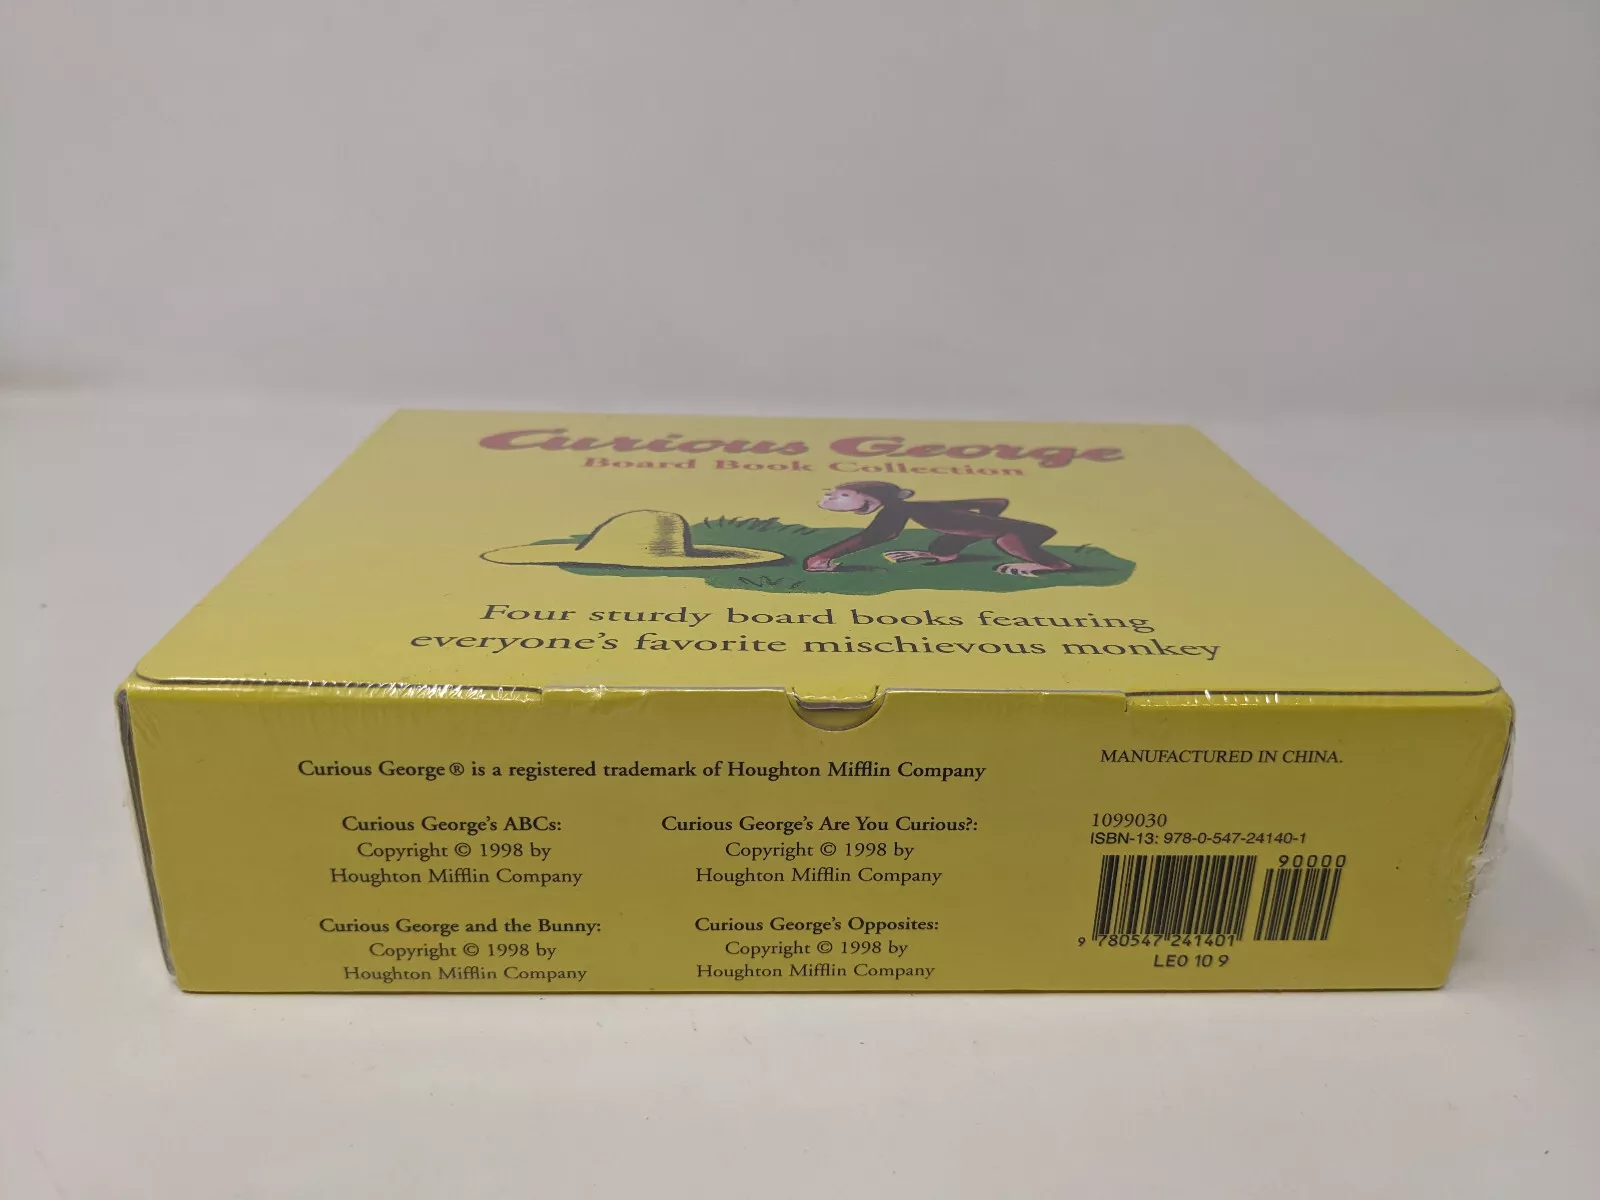 Curious George
Board Book Collection
Four sturdy board books featuring
everyone's favorite mischievous monkey
Curious George® is a registered trademark of Houghton Mifflin Company
Curious George's ABCs:
Copyright © 1998 by
Houghton Mifflin Company
Curious George's Are You Curious?:
Copyright © 1998 by
Houghton Mifflin Company
Curious George and the Bunny:
Copyright © 1998 by
Houghton Mifflin Company
Curious George's Opposites:
Copyright © 1998 by
Houghton Mifflin Company
MANUFACTURED IN CHINA.
1099030
ISBN-13: 978-0-547-24140-1
90000
9 780547 241401
LEO 10 9